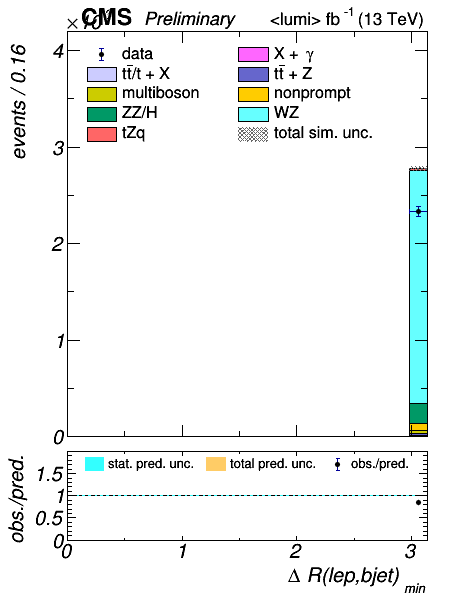 CMS Preliminary <lumi> fb⁻¹ (13 TeV)
events / 0.16
data
X + γ
tt̄/t + X
tt̄ + Z
multiboson
nonprompt
ZZ/H
WZ
tZq
total sim. unc.
4
3
2
1
0
obs./pred.
stat. pred. unc. total pred. unc. obs./pred.
1.5
1
0.5
0
0 1 2 3
Δ R(lep,bjet) min